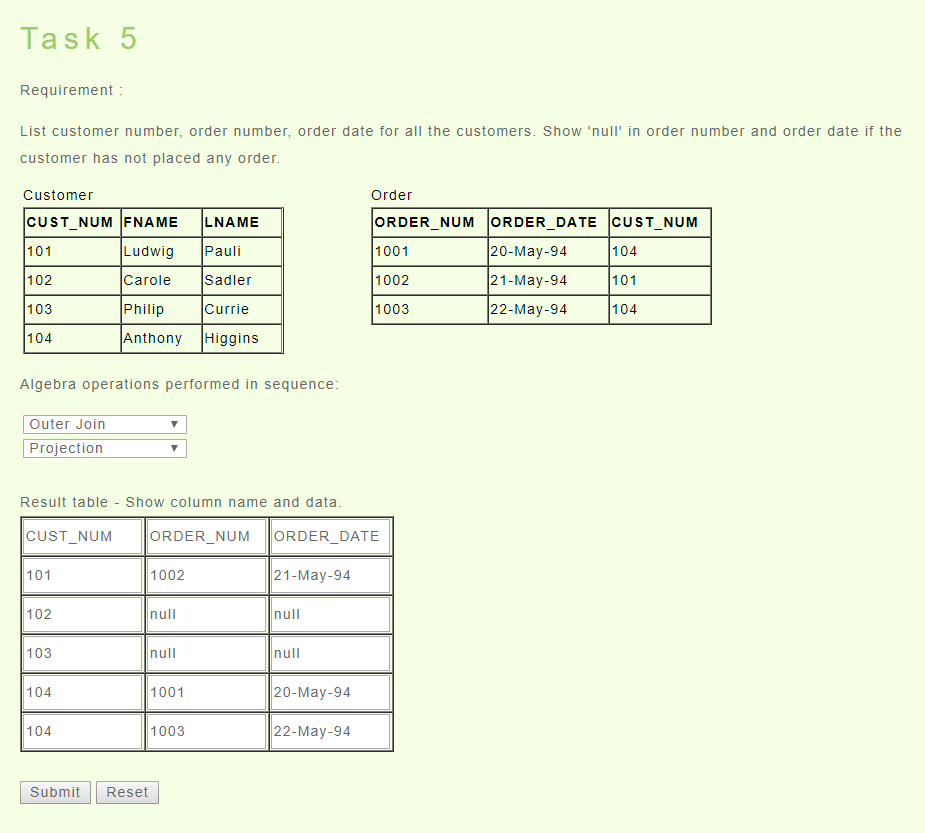 Task 5
Requirement :
List customer number, order number, order date for all the customers. Show 'null' in order number and order date if the
customer has not placed any order.
Customer
CUST_NUM FNAME LNAME
101 Ludwig Pauli
102 Carole Sadler
103 Philip Currie
104 Anthony Higgins
Order
ORDER_NUM ORDER_DATE CUST_NUM
1001 20-May-94 104
1002 21-May-94 101
1003 22-May-94 104
Algebra operations performed in sequence:
Outer Join
Projection
Result table - Show column name and data.
CUST_NUM ORDER_NUM ORDER_DATE
101 1002 21-May-94
102 null null
103 null null
104 1001 20-May-94
104 1003 22-May-94
Submit Reset